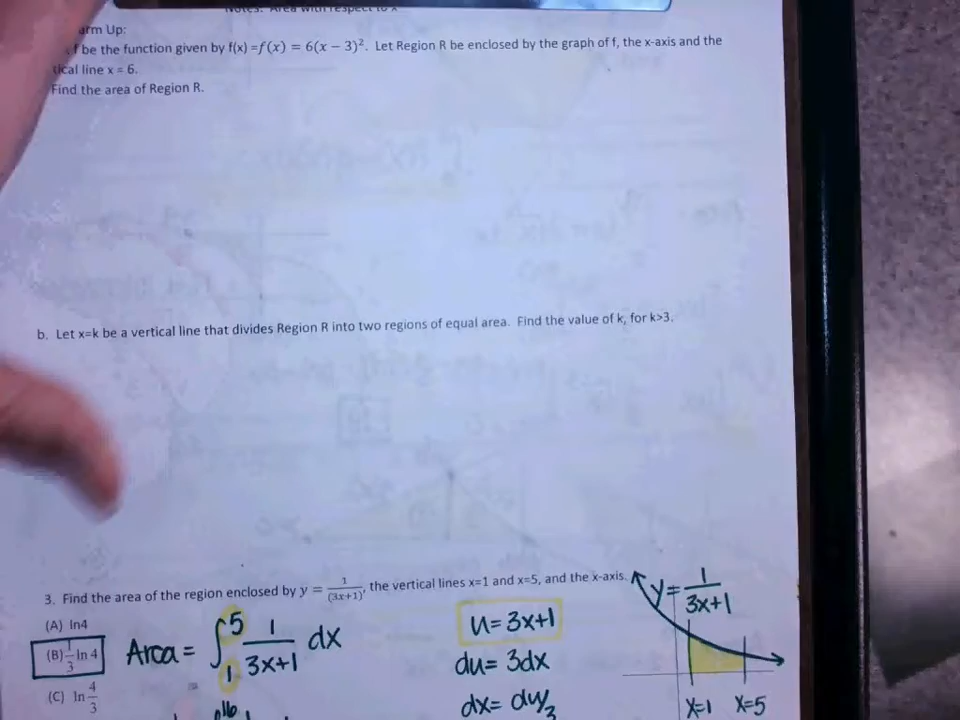 Notes: Area with respect to x
arm Up:
f be the function given by f(x) =f(x) = 6(x − 3)². Let Region R be enclosed by the graph of f, the x-axis and the
tical line x = 6.
Find the area of Region R.
b. Let x=k be a vertical line that divides Region R into two regions of equal area. Find the value of k, for k>3.
3. Find the area of the region enclosed by y = 1/(3x+1), the vertical lines x=1 and x=5, and the x-axis.
y= 1/3x+1
(A) ln4
(B) 1/3 ln 4
(C) ln 4/3
Area = ∫₁⁵ 1/3x+1 dx
u= 3x+1
du= 3dx
dx= du/3
x=1 x=5